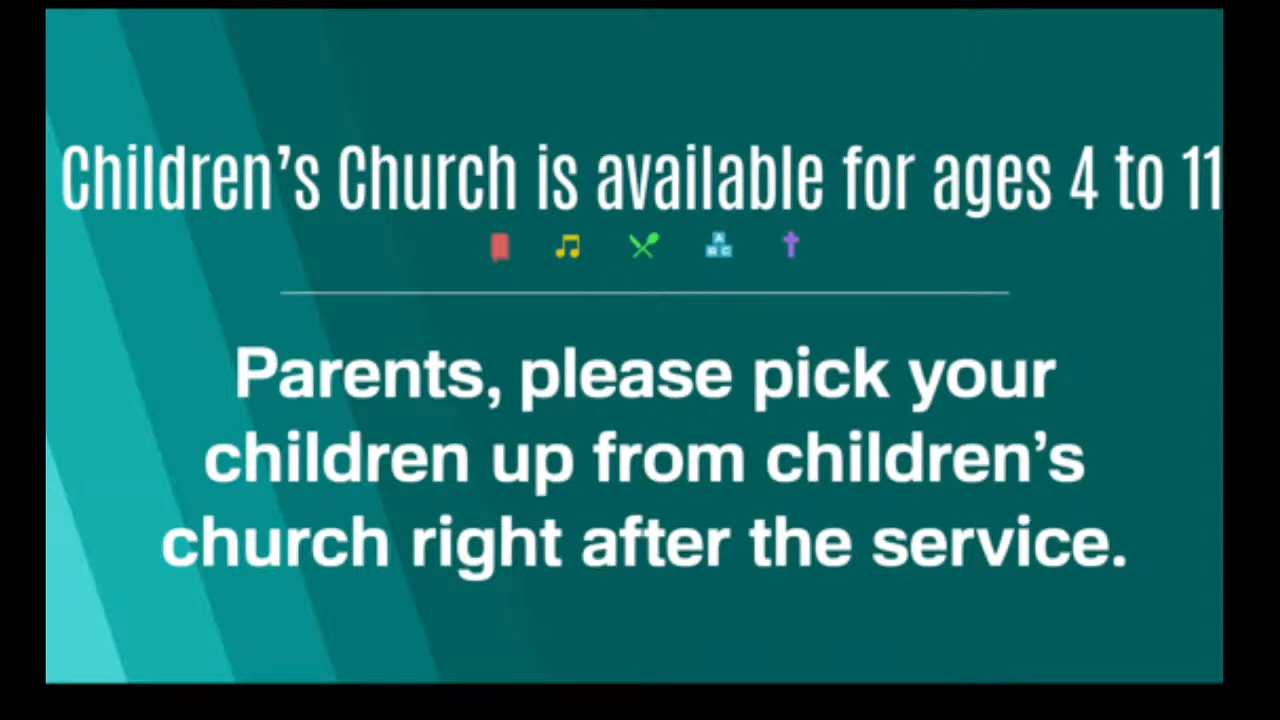 Children’s Church is available for ages 4 to 11
Parents, please pick your
children up from children’s
church right after the service.